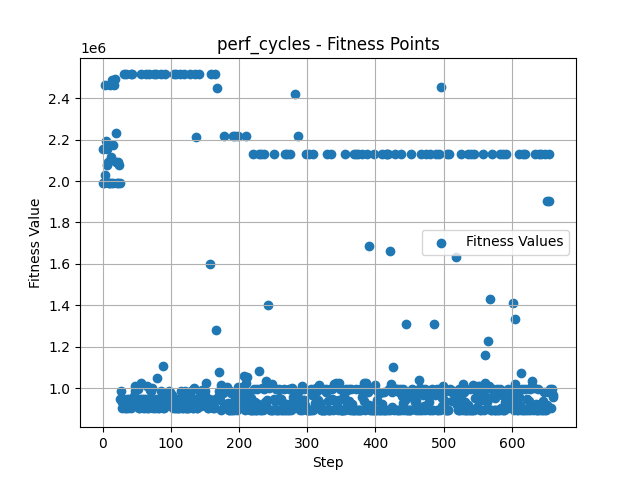 perf_cycles - Fitness Points
1e6
2.4
2.2
2.0
1.8
1.6
1.4
1.2
1.0
Fitness Value
Fitness Values
0 100 200 300 400 500 600
Step